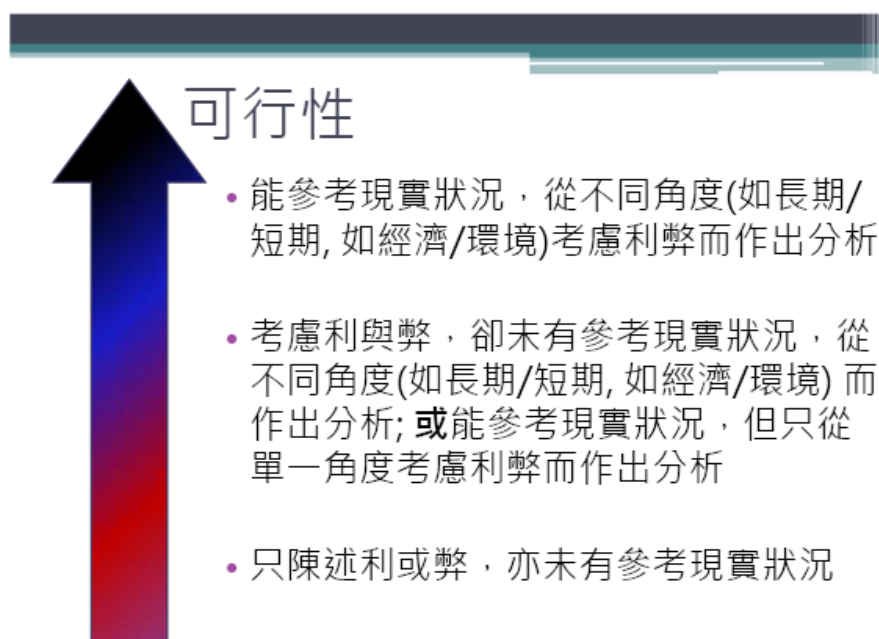 可行性
• 能參考現實狀況，從不同角度(如長期/
短期, 如經濟/環境)考慮利弊而作出分析
• 考慮利與弊，卻未有參考現實狀況，從
不同角度(如長期/短期, 如經濟/環境) 而
作出分析; 或能參考現實狀況，但只從
單一角度考慮利弊而作出分析
• 只陳述利或弊，亦未有參考現實狀況